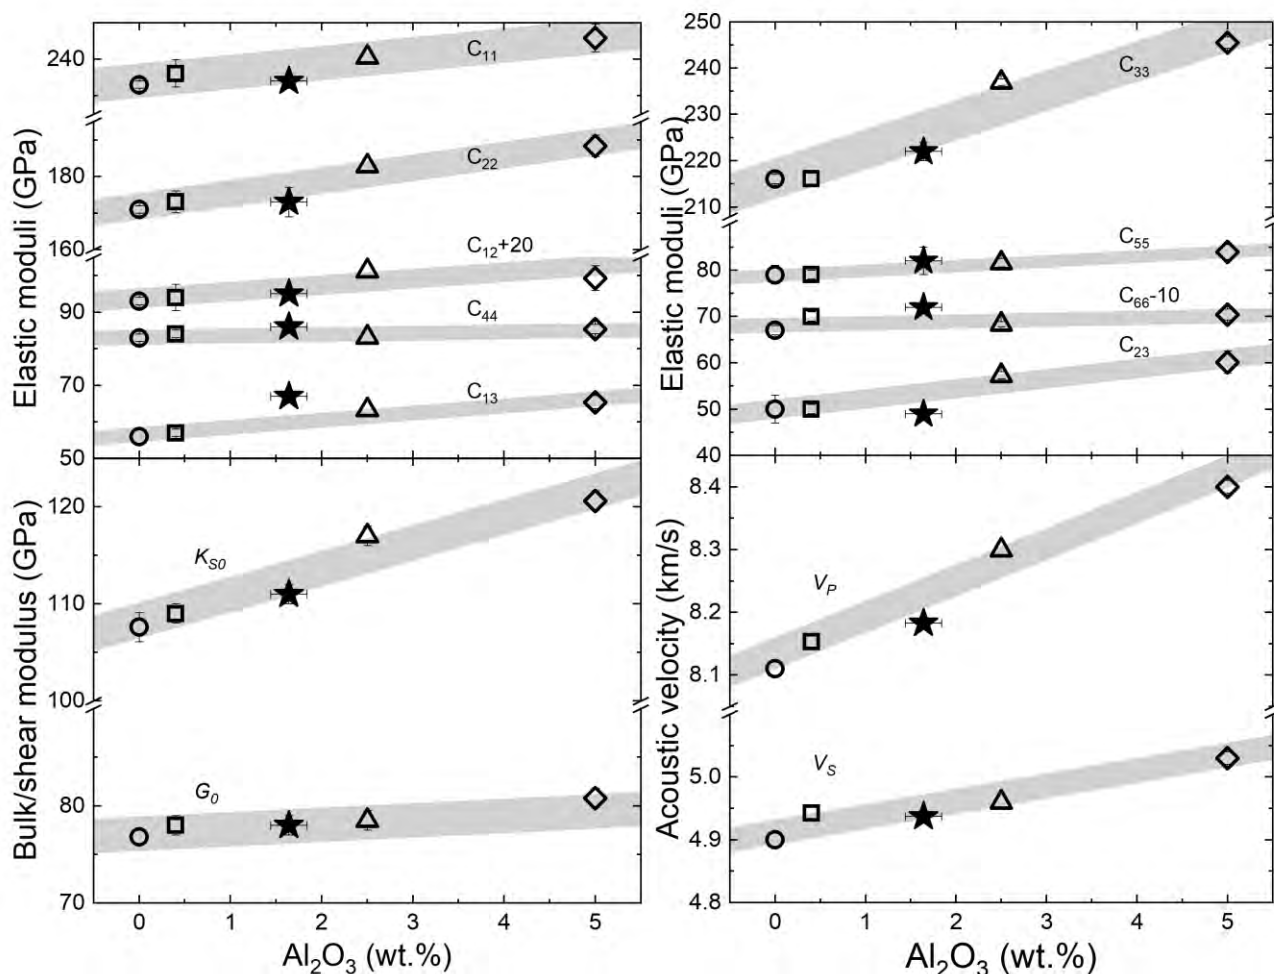 Elastic moduli (GPa)
240
180
160
90
70
50
C₁₁
C₂₂
C₁₂+20
C₄₄
C₁₃
Elastic moduli (GPa)
250
240
230
220
210
80
70
60
50
40
C₃₃
C₅₅
C₆₆-10
C₂₃
Bulk/shear modulus (GPa)
120
110
100
80
70
K_S0
G₀
0 1 2 3 4 5
Al₂O₃ (wt.%)
Acoustic velocity (km/s)
8.4
8.3
8.2
8.1
5.0
4.9
4.8
V_P
V_S
0 1 2 3 4 5
Al₂O₃ (wt.%)